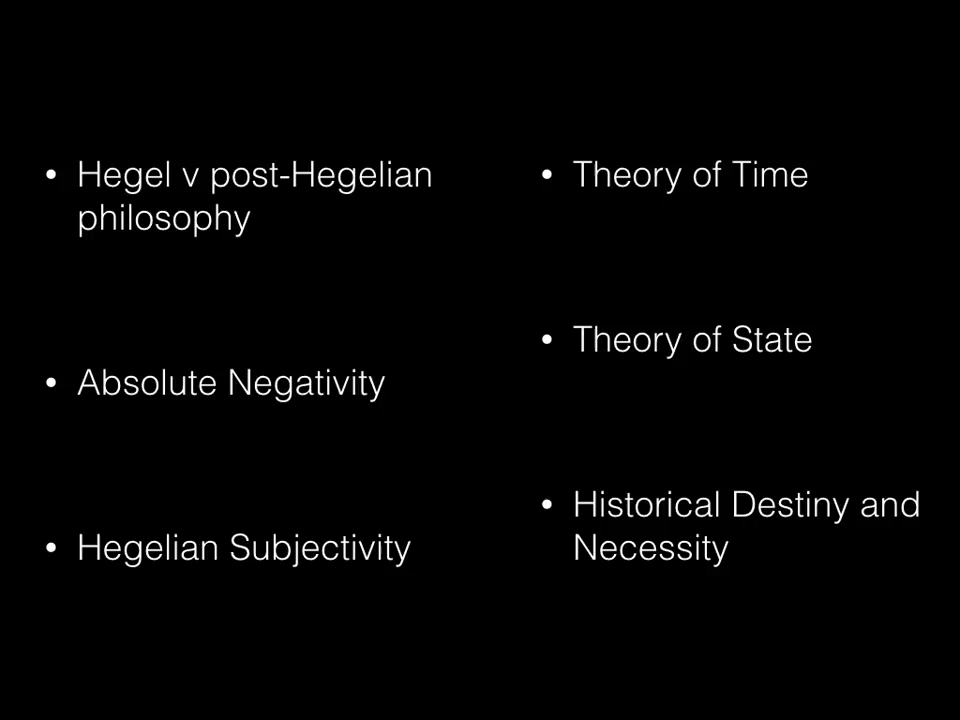 • Hegel v post-Hegelian
philosophy
• Absolute Negativity
• Hegelian Subjectivity
• Theory of Time
• Theory of State
• Historical Destiny and
Necessity